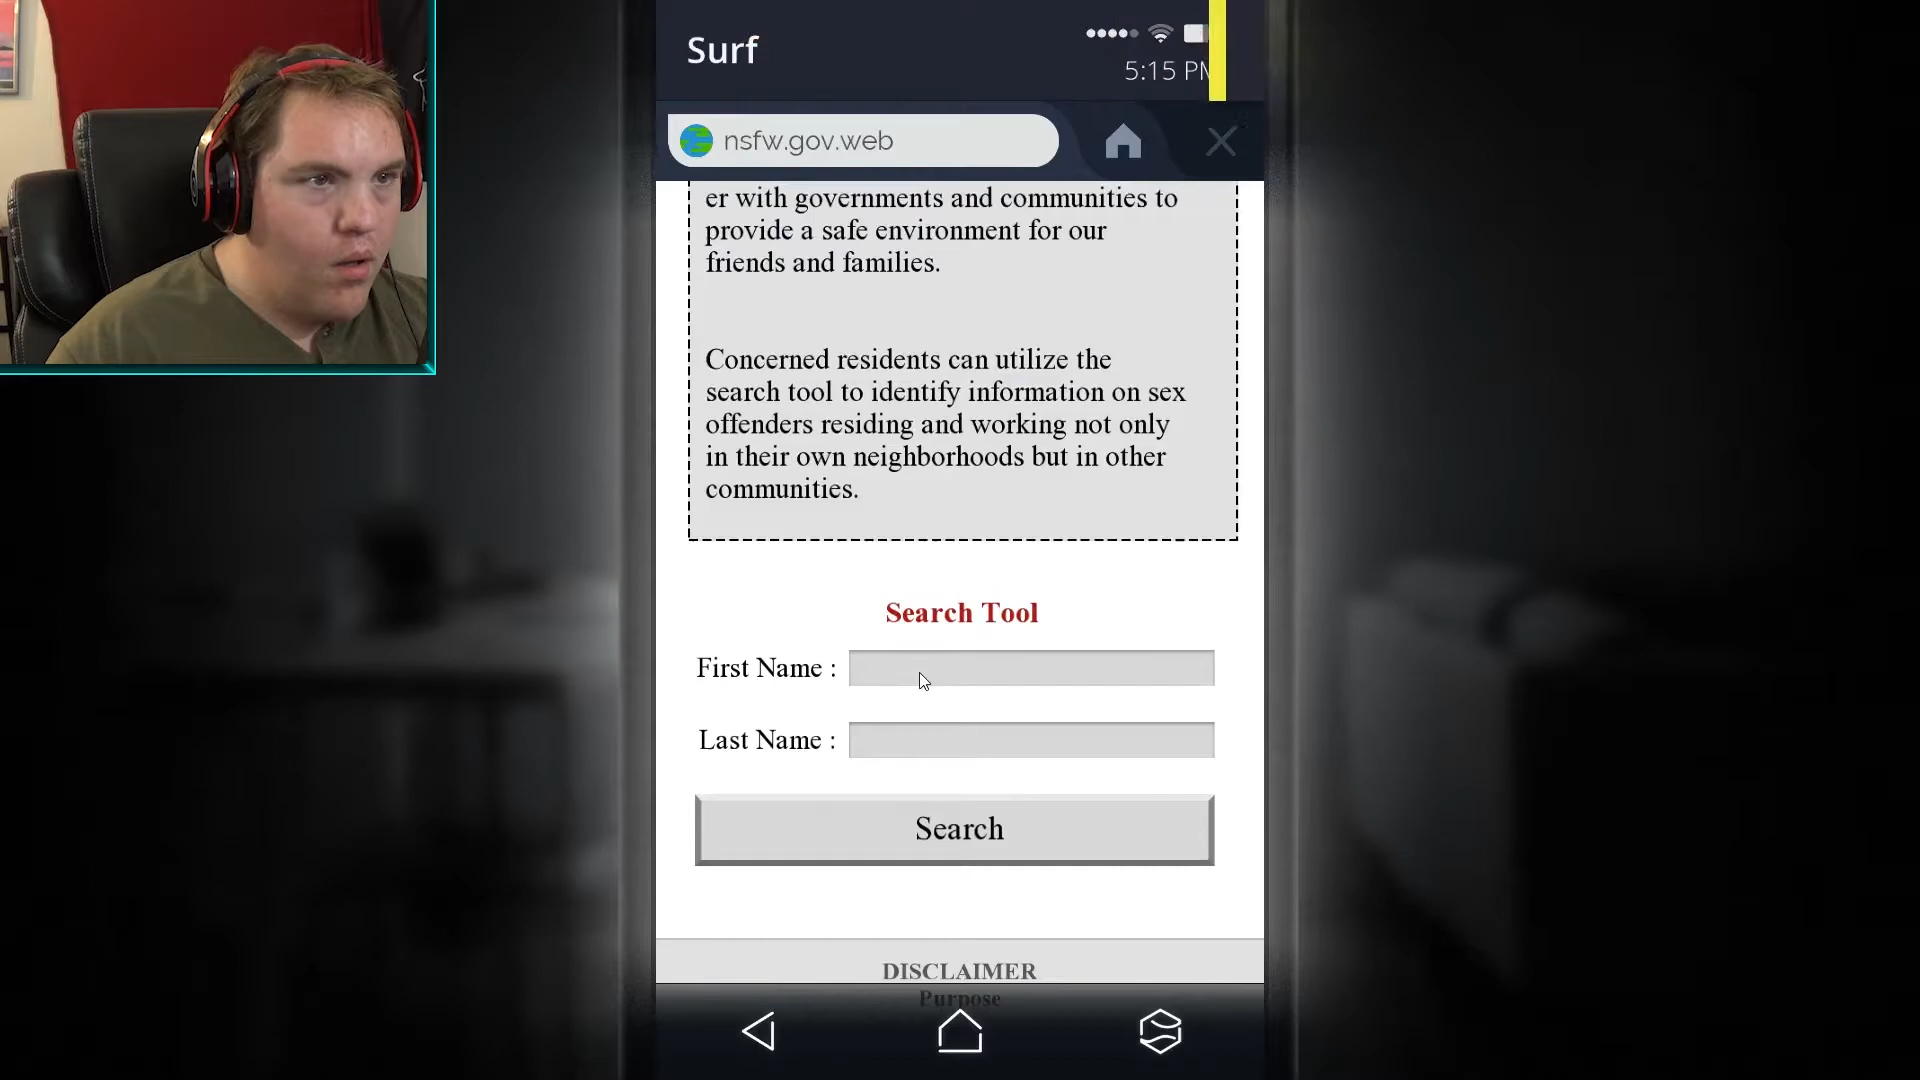 Surf
5:15 PM
nsfw.gov.web
er with governments and communities to
provide a safe environment for our
friends and families.
Concerned residents can utilize the
search tool to identify information on sex
offenders residing and working not only
in their own neighborhoods but in other
communities.
Search Tool
First Name :
Last Name :
Search
DISCLAIMER
Purpose